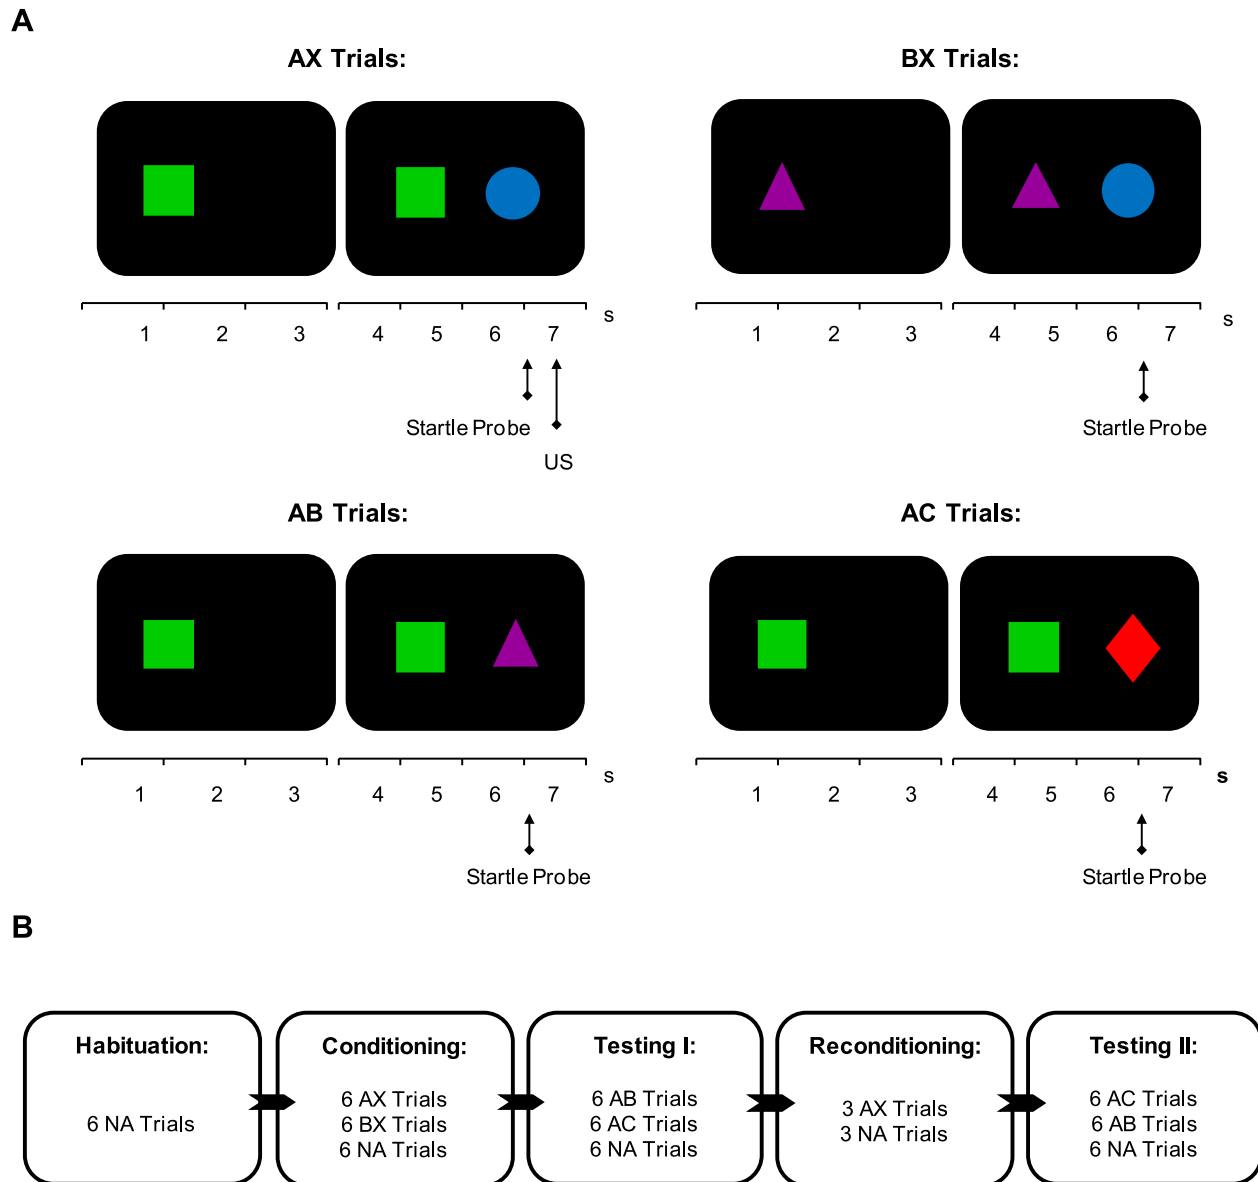 A
AX Trials:
BX Trials:
1 2 3 4 5 6 7 s
1 2 3 4 5 6 7 s
Startle Probe
US
Startle Probe
AB Trials:
AC Trials:
1 2 3 4 5 6 7 s
1 2 3 4 5 6 7 s
Startle Probe
Startle Probe
B
Habituation:
6 NA Trials
Conditioning:
6 AX Trials
6 BX Trials
6 NA Trials
Testing I:
6 AB Trials
6 AC Trials
6 NA Trials
Reconditioning:
3 AX Trials
3 NA Trials
Testing II:
6 AC Trials
6 AB Trials
6 NA Trials